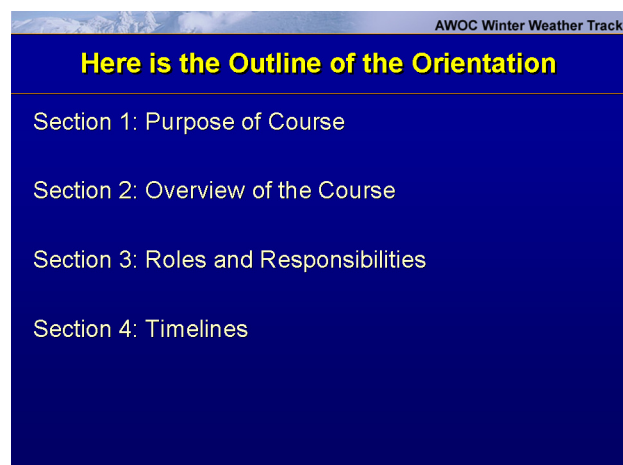 AWOC Winter Weather Track
Here is the Outline of the Orientation
Section 1: Purpose of Course
Section 2: Overview of the Course
Section 3: Roles and Responsibilities
Section 4: Timelines